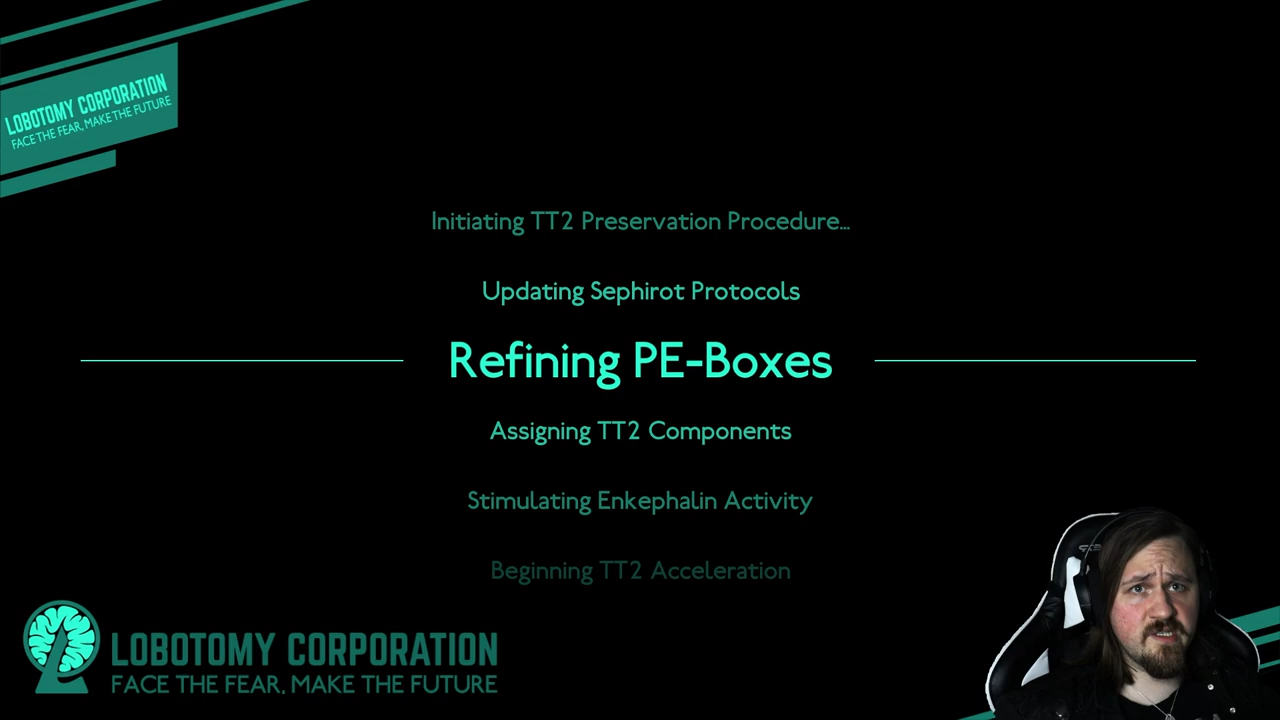 LOBOTOMY CORPORATION
FACE THE FEAR, MAKE THE FUTURE
Initiating TT2 Preservation Procedure...
Updating Sephirot Protocols
Refining PE-Boxes
Assigning TT2 Components
Stimulating Enkephalin Activity
Beginning TT2 Acceleration
LOBOTOMY CORPORATION
FACE THE FEAR, MAKE THE FUTURE